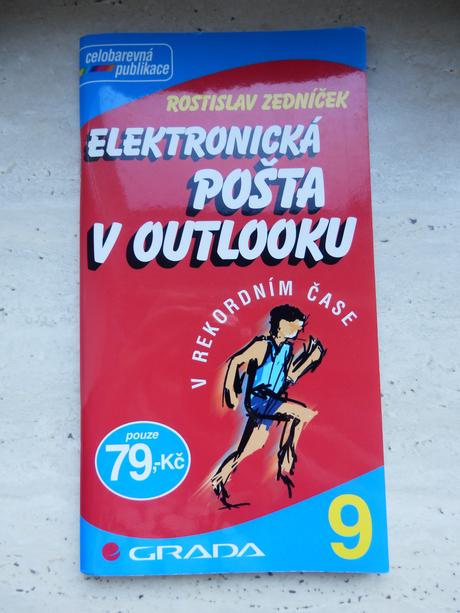 celobarevná
publikace
ROSTISLAV ZEDNÍČEK
ELEKTRONICKÁ
POŠTA
V OUTLOOKU
V REKORDNÍM ČASE
pouze
79,-Kč
GRADA
9